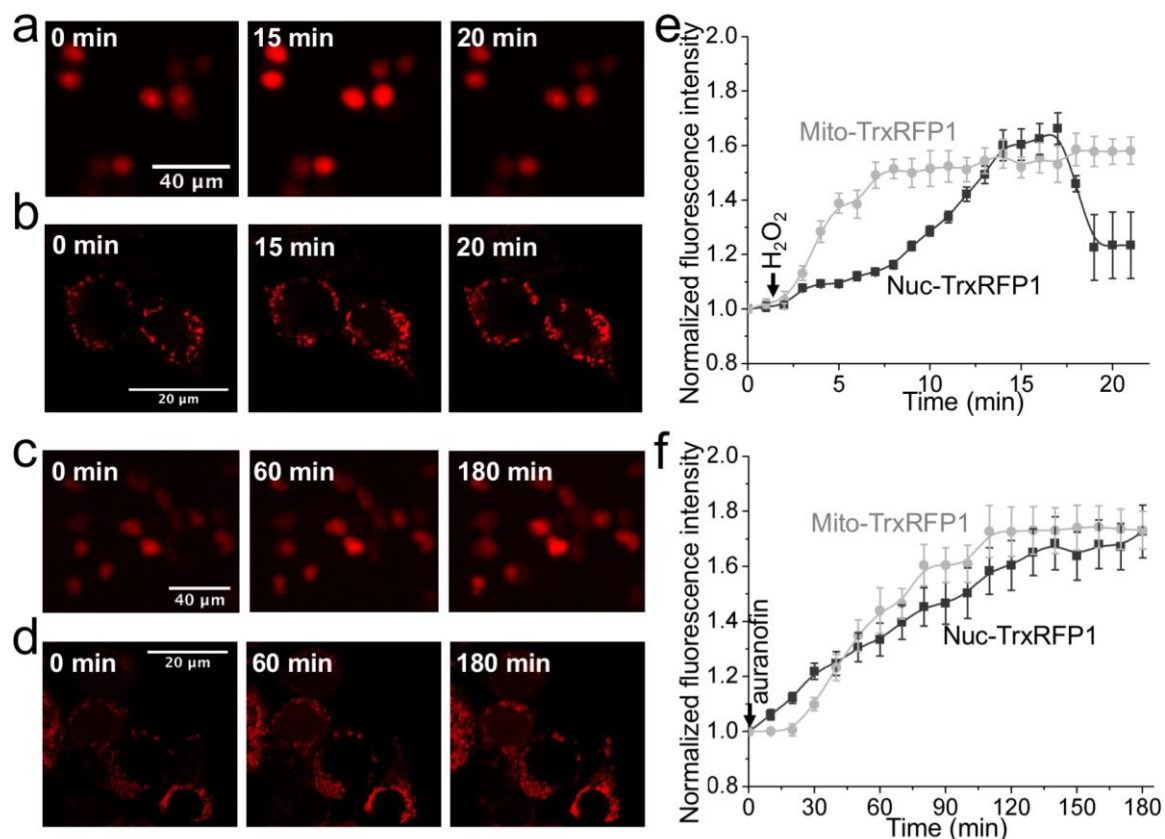 a
0 min
15 min
20 min
40 µm
b
0 min
15 min
20 min
20 µm
c
0 min
60 min
180 min
40 µm
d
0 min
20 µm
60 min
180 min
e
Normalized fluorescence intensity
2.0
1.8
1.6
1.4
1.2
1.0
0.8
Mito-TrxRFP1
H₂O₂
Nuc-TrxRFP1
0 5 10 15 20
Time (min)
f
Normalized fluorescence intensity
2.0
1.8
1.6
1.4
1.2
1.0
0.8
Mito-TrxRFP1
Nuc-TrxRFP1
auranofin
0 30 60 90 120 150 180
Time (min)